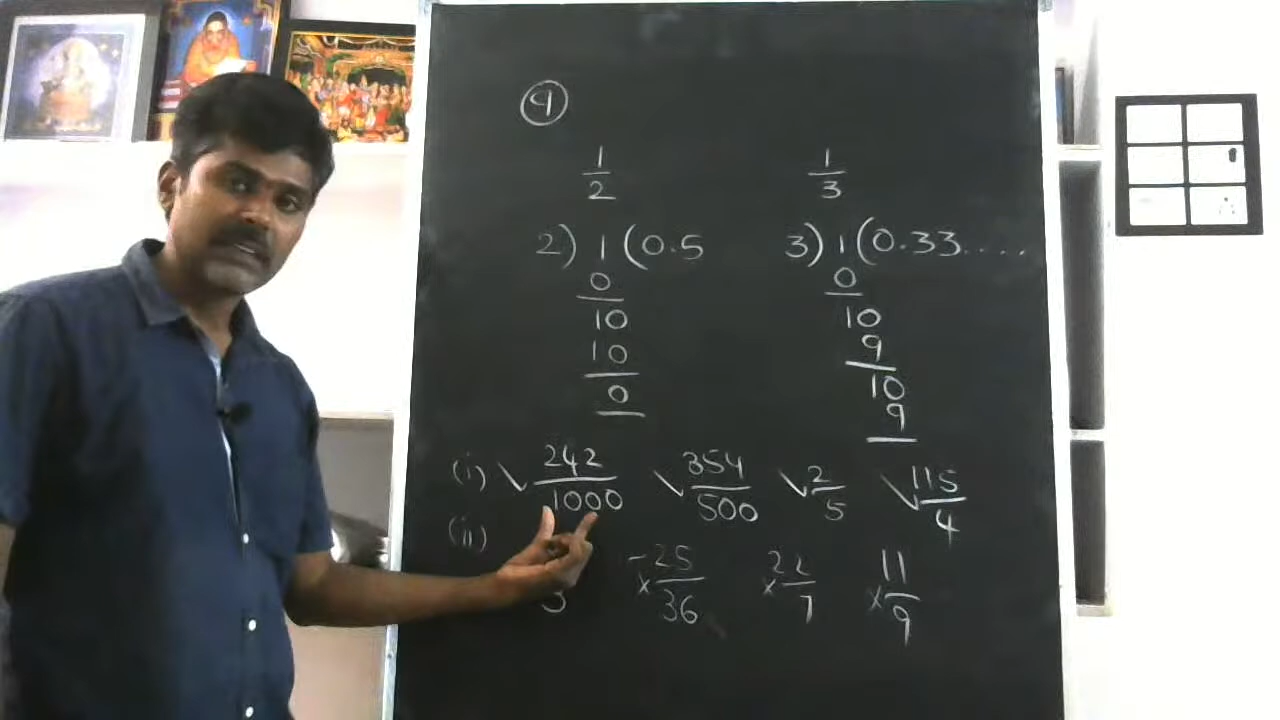 9
1/2 1/3
2) 1 (0.5 3) 1 (0.33.....
0 0
10 10
10 9
0 10
9
(i) √ 242/1000 √ 354/500 √ 2/5 √ 115/4
(ii) 3 × -25/36 × 22/7 × 11/9